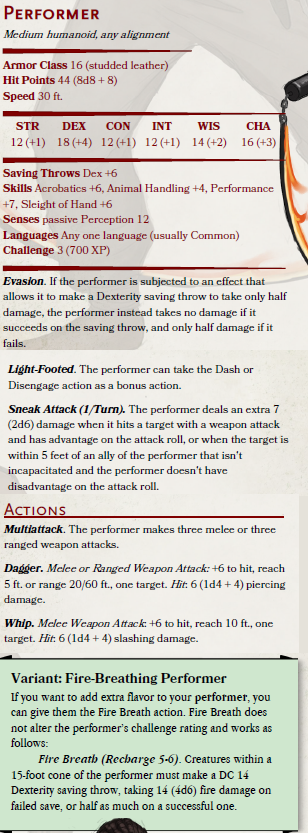 PERFORMER
Medium humanoid, any alignment
Armor Class 16 (studded leather)
Hit Points 44 (8d8 + 8)
Speed 30 ft.
STR DEX CON INT WIS CHA
12 (+1) 18 (+4) 12 (+1) 12 (+1) 14 (+2) 16 (+3)
Saving Throws Dex +6
Skills Acrobatics +6, Animal Handling +4, Performance
+7, Sleight of Hand +6
Senses passive Perception 12
Languages Any one language (usually Common)
Challenge 3 (700 XP)
Evasion. If the performer is subjected to an effect that
allows it to make a Dexterity saving throw to take only half
damage, the performer instead takes no damage if it
succeeds on the saving throw, and only half damage if it
fails.
Light-Footed. The performer can take the Dash or
Disengage action as a bonus action.
Sneak Attack (1/Turn). The performer deals an extra 7
(2d6) damage when it hits a target with a weapon attack
and has advantage on the attack roll, or when the target is
within 5 feet of an ally of the performer that isn't
incapacitated and the performer doesn't have
disadvantage on the attack roll.
ACTIONS
Multiattack. The performer makes three melee or three
ranged weapon attacks.
Dagger. Melee or Ranged Weapon Attack: +6 to hit, reach
5 ft. or range 20/60 ft., one target. Hit: 6 (1d4 + 4) piercing
damage.
Whip. Melee Weapon Attack: +6 to hit, reach 10 ft., one
target. Hit: 6 (1d4 + 4) slashing damage.
Variant: Fire-Breathing Performer
If you want to add extra flavor to your performer, you
can give them the Fire Breath action. Fire Breath does
not alter the performer's challenge rating and works as
follows:
Fire Breath (Recharge 5-6). Creatures within a
15-foot cone of the performer must make a DC 14
Dexterity saving throw, taking 14 (4d6) fire damage on
failed save, or half as much on a successful one.